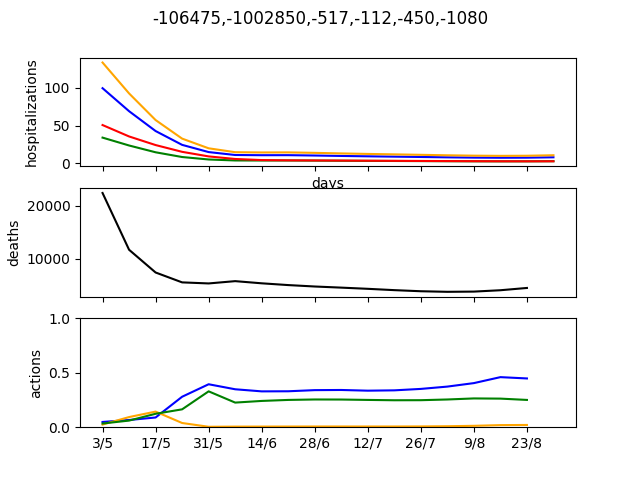 -106475,-1002850,-517,-112,-450,-1080
hospitalizations
100
50
0
days
deaths
20000
10000
actions
1.0
0.5
0.0
3/5 17/5 31/5 14/6 28/6 12/7 26/7 9/8 23/8